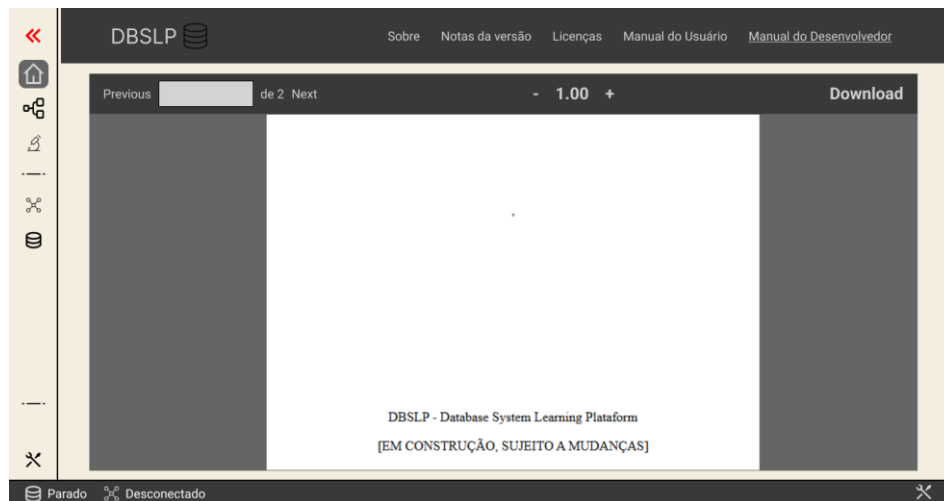 DBSLP
Sobre Notas da versão Licenças Manual do Usuário Manual do Desenvolvedor
Previous de 2 Next - 1.00 + Download
DBSLP - Database System Learning Plataform
[EM CONSTRUÇÃO, SUJEITO A MUDANÇAS]
Parado Desconectado